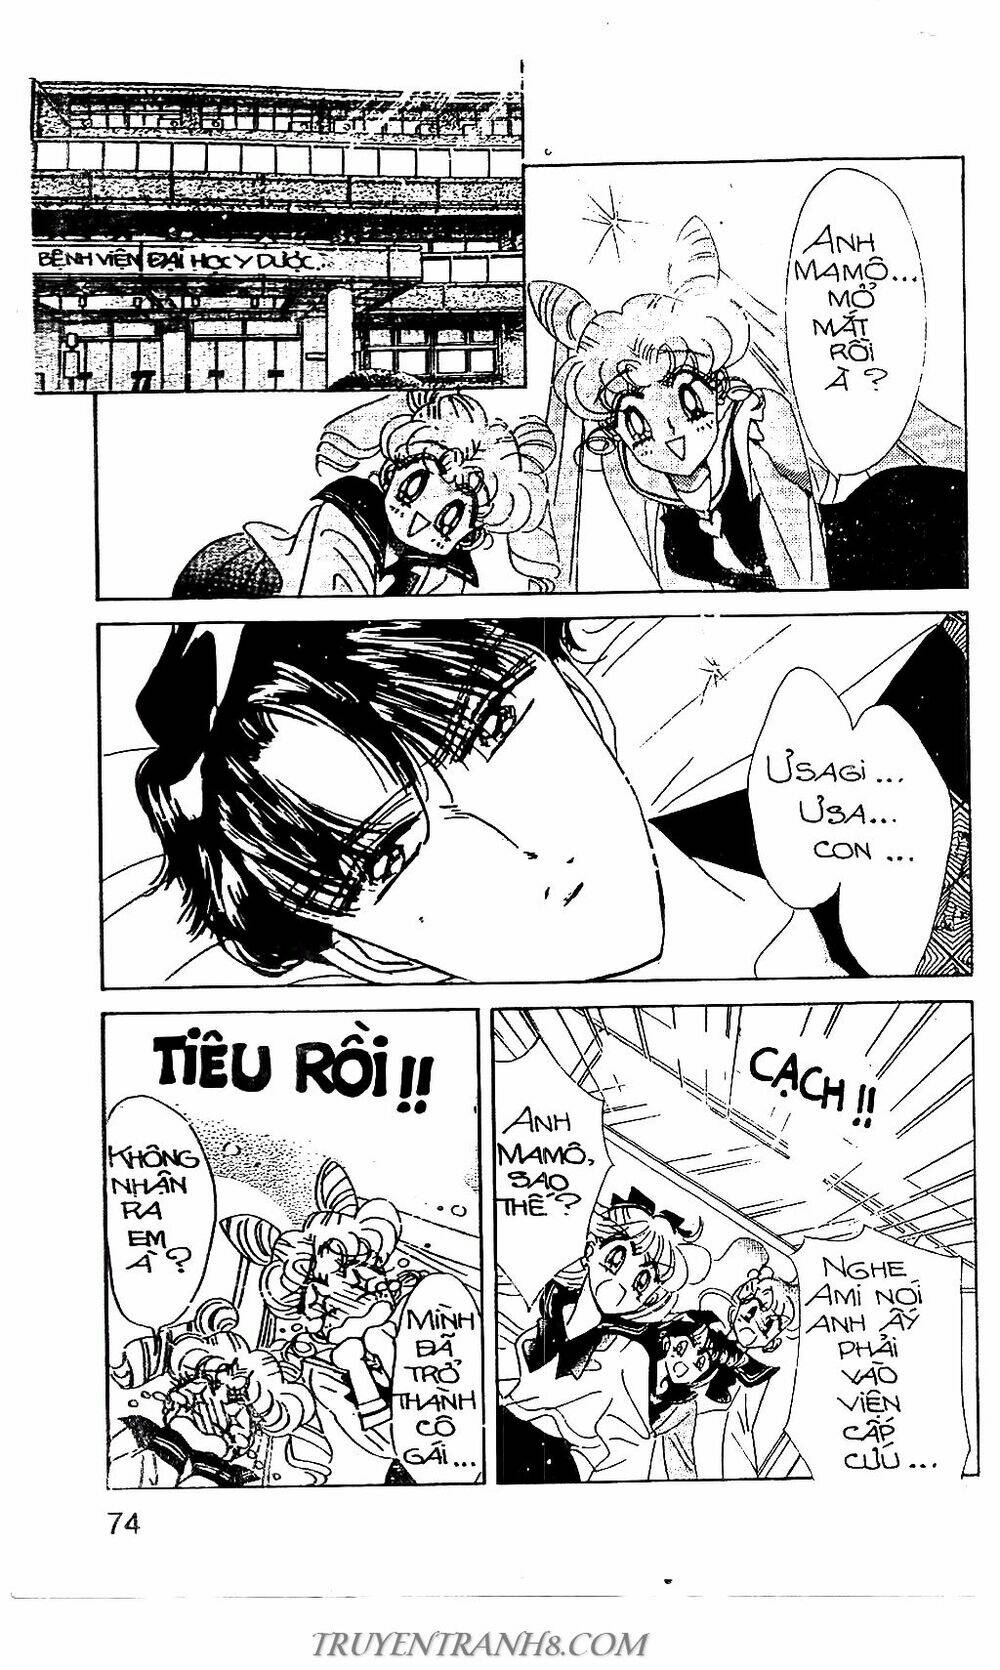 BỆNH VIỆN ĐẠI HỌC Y DƯỢC...
ANH
MAMÔ...
MỞ
MẮT
RỒI
À?
ƯSAGI...
ƯSA...
CON...
TIÊU RỒI!!
KHÔNG
NHẬN
RA
EM
À?
MÌNH
ĐÃ
TRỞ
THÀNH
CÔ
GÁI...
CẠCH!!
ANH
MAMÔ,
SAO
THẾ?
NGHE
AMI NÓI
ANH ẤY
PHẢI
VÀO
VIỆN
CẤP
CỨU...
74
TRUYENTRANH8.COM